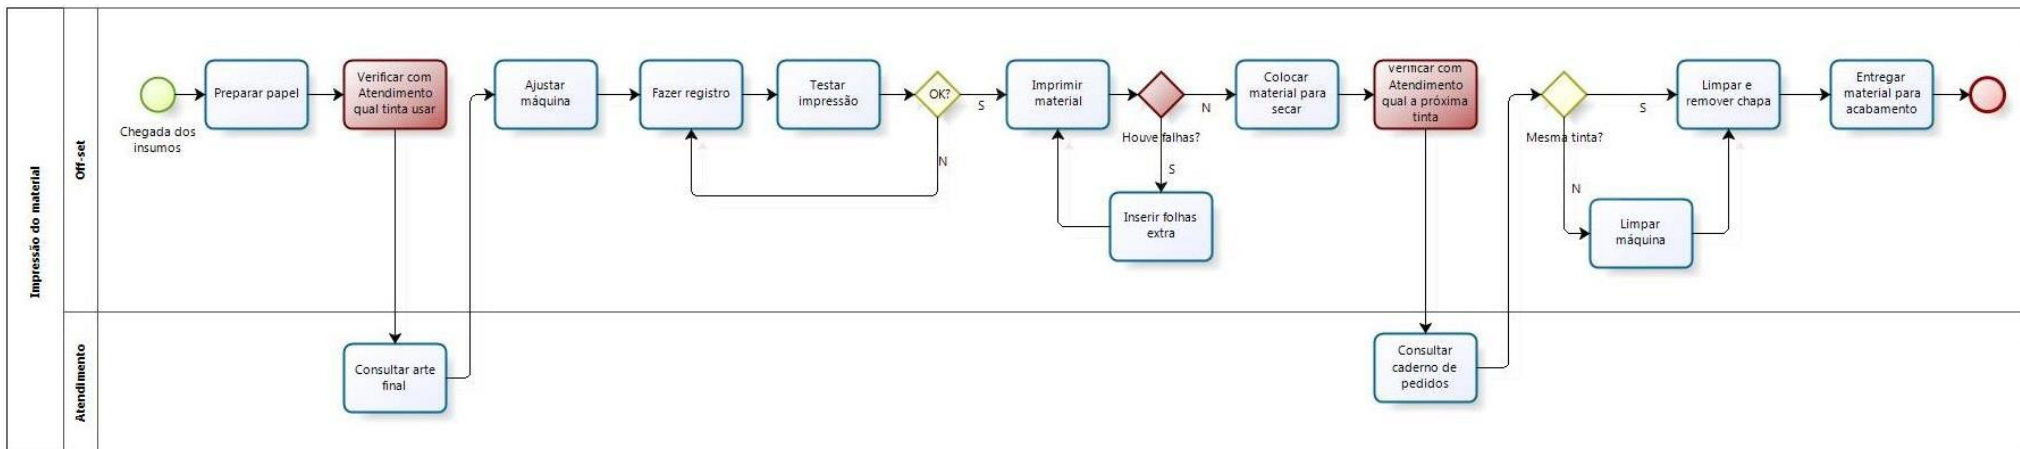 Impressão do material
Off-set
Atendimento
Chegada dos
insumos
Preparar papel
Verificar com
Atendimento
qual tinta usar
Consultar arte
final
Ajustar
máquina
Fazer registro
Testar
impressão
OK?
S
N
Imprimir
material
Houve falhas?
N
S
Inserir folhas
extra
Colocar
material para
secar
Verificar com
Atendimento
qual a próxima
tinta
Consultar
caderno de
pedidos
Mesma tinta?
S
N
Limpar
máquina
Limpar e
remover chapa
Entregar
material para
acabamento